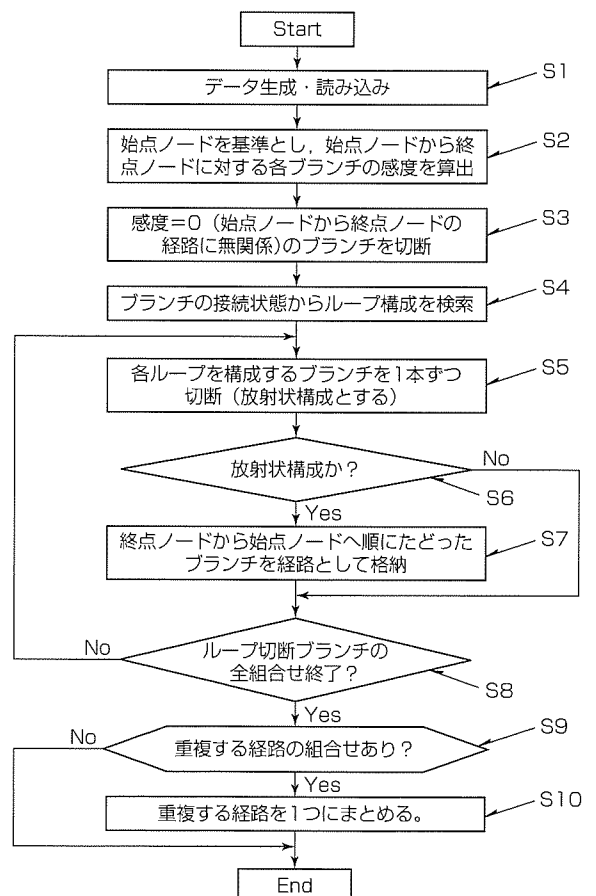 Start
データ生成・読み込み
S1
始点ノードを基準とし，始点ノードから終
点ノードに対する各ブランチの感度を算出
S2
感度＝0（始点ノードから終点ノードの
経路に無関係）のブランチを切断
S3
ブランチの接続状態からループ構成を検索
S4
各ループを構成するブランチを1本ずつ
切断（放射状構成とする）
S5
放射状構成か？
No
S6
Yes
終点ノードから始点ノードへ順にたどった
ブランチを経路として格納
S7
No
ループ切断ブランチの
全組合せ終了？
S8
Yes
No
重複する経路の組合せあり？
S9
Yes
重複する経路を1つにまとめる。
S10
End